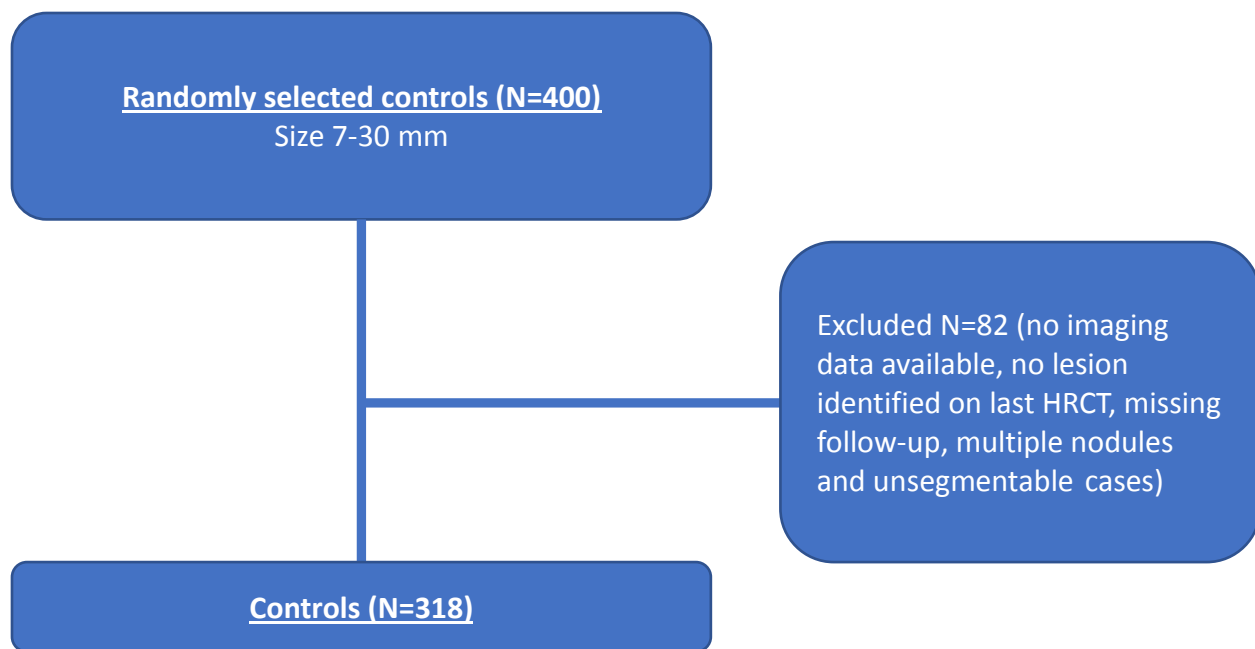 Randomly selected controls (N=400)
Size 7-30 mm
Excluded N=82 (no imaging
data available, no lesion
identified on last HRCT, missing
follow-up, multiple nodules
and unsegmentable cases)
Controls (N=318)